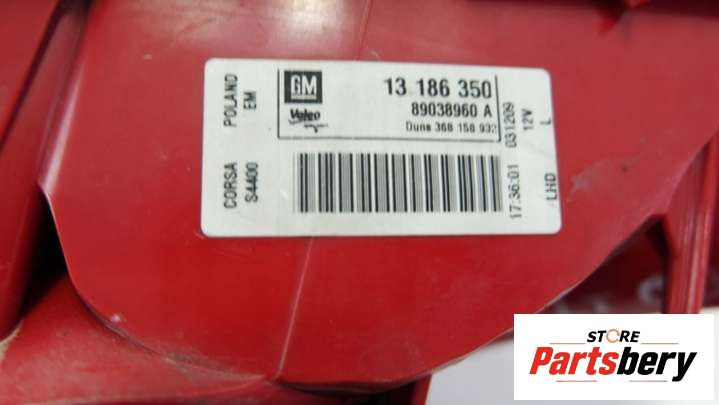 GM
13 186 350
Valeo
89038960 A
Duns 368 158 932
CORSA POLAND
S4400 EM
17:36:01 031209
LHD 12V L
STORE
Partsbery